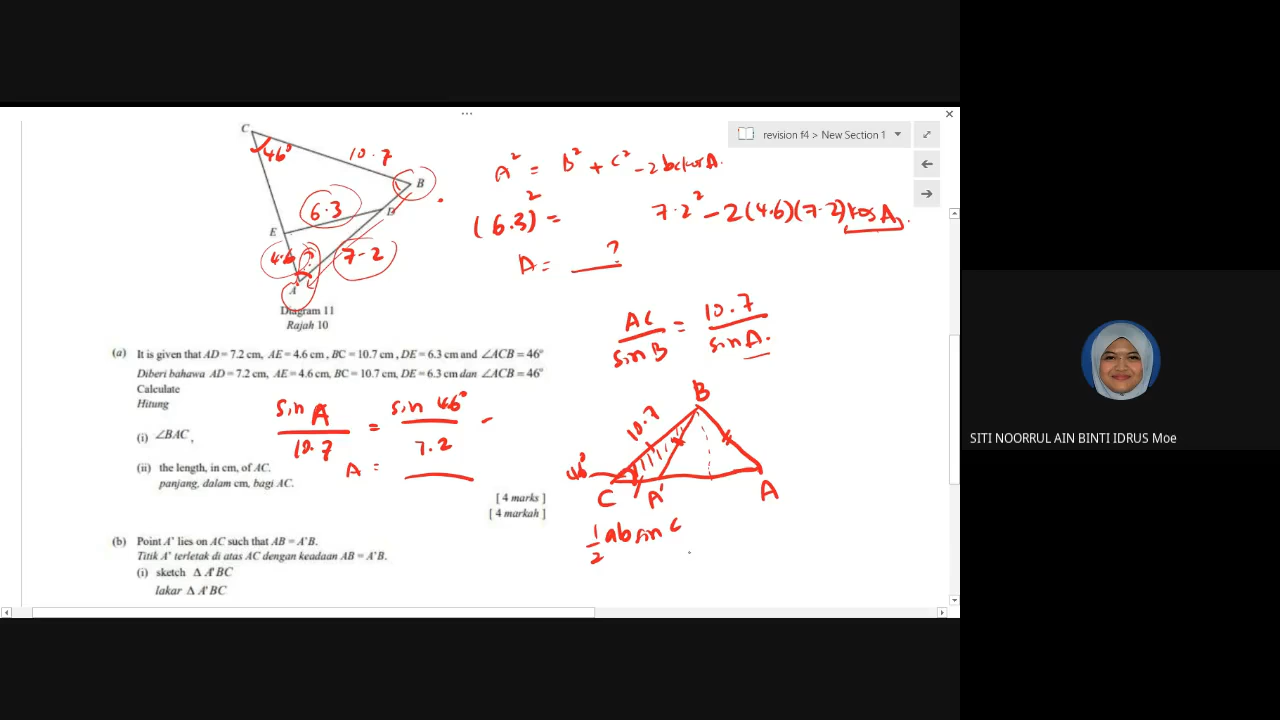 revision f4 > New Section 1
C
46°
10.7
B
6.3
D
E
4.6
?
7.2
A
Diagram 11
Rajah 10
A² = B² + C² - 2bc kos A.
(6.3)² = 7.2² - 2(4.6)(7.2) kos A.
A = ?
AC / sin B = 10.7 / sin A.
(a) It is given that AD = 7.2 cm, AE = 4.6 cm, BC = 10.7 cm, DE = 6.3 cm and ∠ACB = 46°
Diberi bahawa AD = 7.2 cm, AE = 4.6 cm, BC = 10.7 cm, DE = 6.3 cm dan ∠ACB = 46°
Calculate
Hitung
sin A / 10.7 = sin 46° / 7.2
A =
(i) ∠BAC,
(ii) the length, in cm, of AC.
panjang, dalam cm, bagi AC.
[ 4 marks ]
[ 4 markah ]
B
10.7
46°
C
A'
A
½ ab sin C
(b) Point A' lies on AC such that AB = A'B.
Titik A' terletak di atas AC dengan keadaan AB = A'B.
(i) sketch Δ A'BC
lakar Δ A'BC
SITI NOORRUL AIN BINTI IDRUS Moe